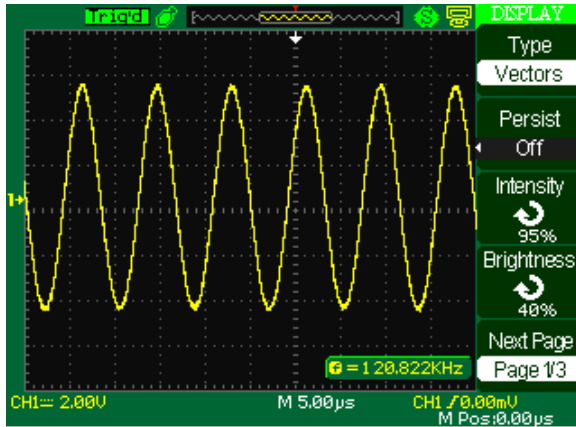 Trig'd S DISPLAY
Type
Vectors
Persist
Off
1
Intensity
95%
Brightness
40%
Next Page
Page 1/3
f = 120.822KHz
CH1 2.00V M 5.00µs CH1 / 0.00mV
M Pos:0.00µs